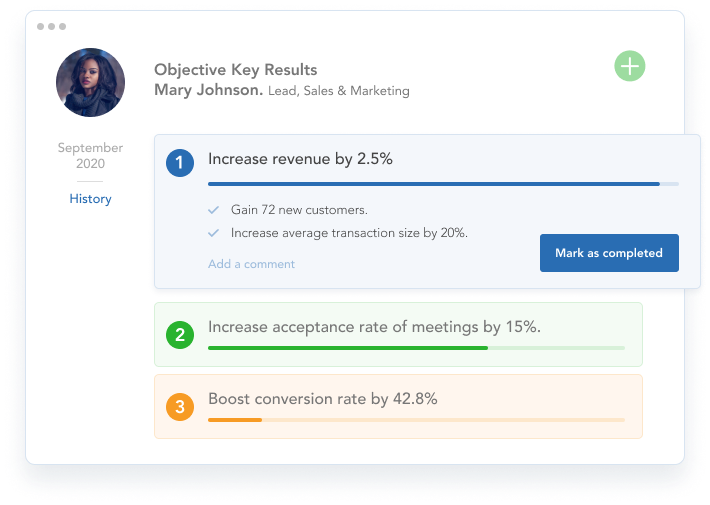 Objective Key Results
Mary Johnson. Lead, Sales & Marketing
September
2020
History
1 Increase revenue by 2.5%
Gain 72 new customers.
Increase average transaction size by 20%.
Add a comment
Mark as completed
2 Increase acceptance rate of meetings by 15%.
3 Boost conversion rate by 42.8%